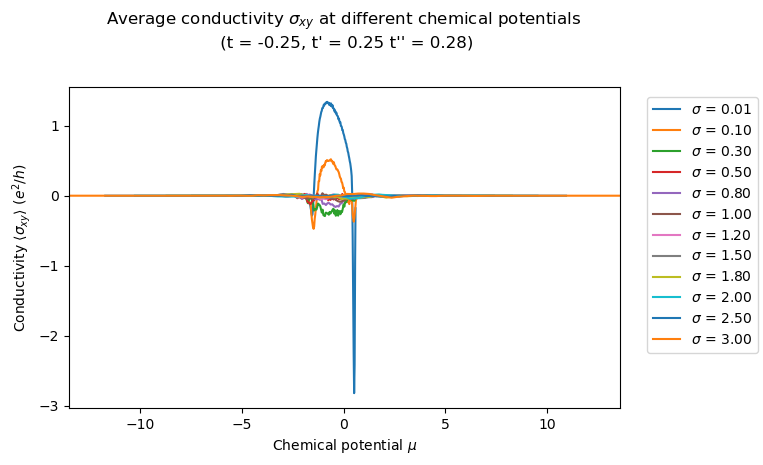 Average conductivity σxy at different chemical potentials
(t = -0.25, t' = 0.25 t'' = 0.28)
Conductivity ⟨σxy⟩ (e²/h)
1
0
−1
−2
−3
−10
−5
0
5
10
Chemical potential μ
σ = 0.01
σ = 0.10
σ = 0.30
σ = 0.50
σ = 0.80
σ = 1.00
σ = 1.20
σ = 1.50
σ = 1.80
σ = 2.00
σ = 2.50
σ = 3.00